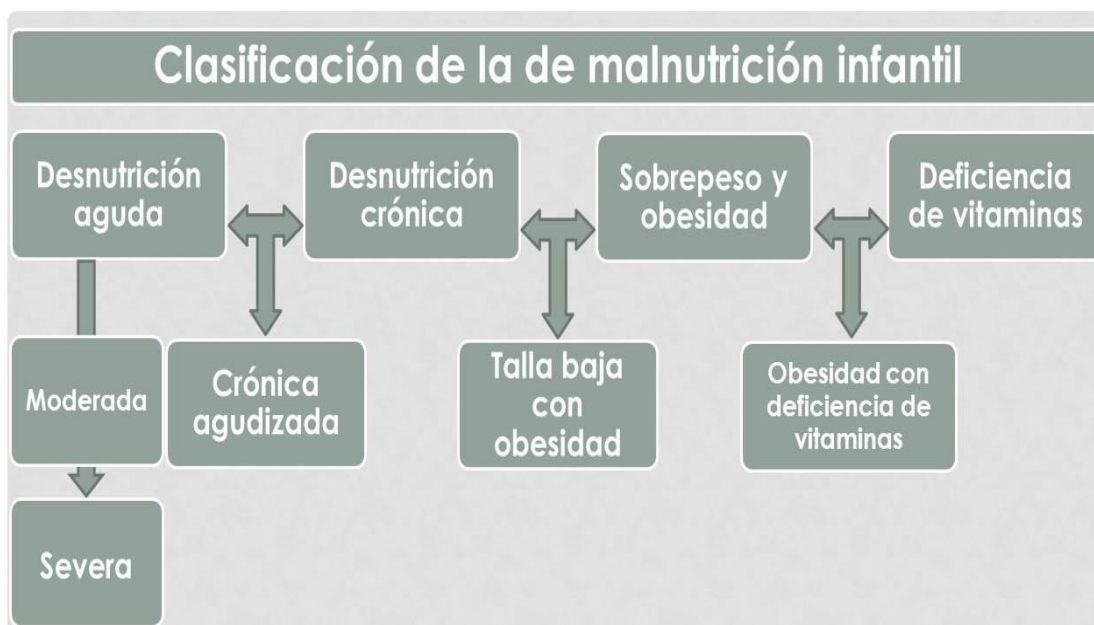 Clasificación de la de malnutrición infantil
Desnutrición
aguda
Desnutrición
crónica
Sobrepeso y
obesidad
Deficiencia
de vitaminas
Moderada
Crónica
agudizada
Talla baja
con
obesidad
Obesidad con
deficiencia de
vitaminas
Severa